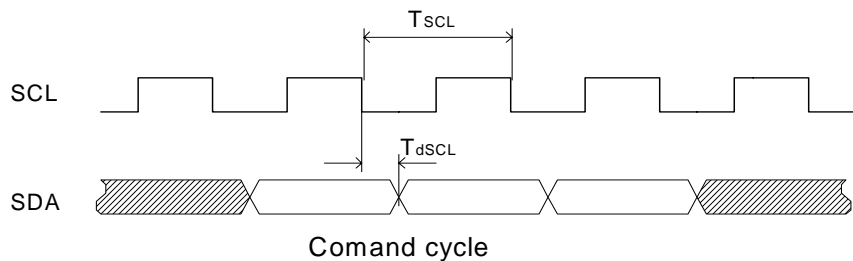 TSCL
SCL
TdSCL
SDA
Comand cycle